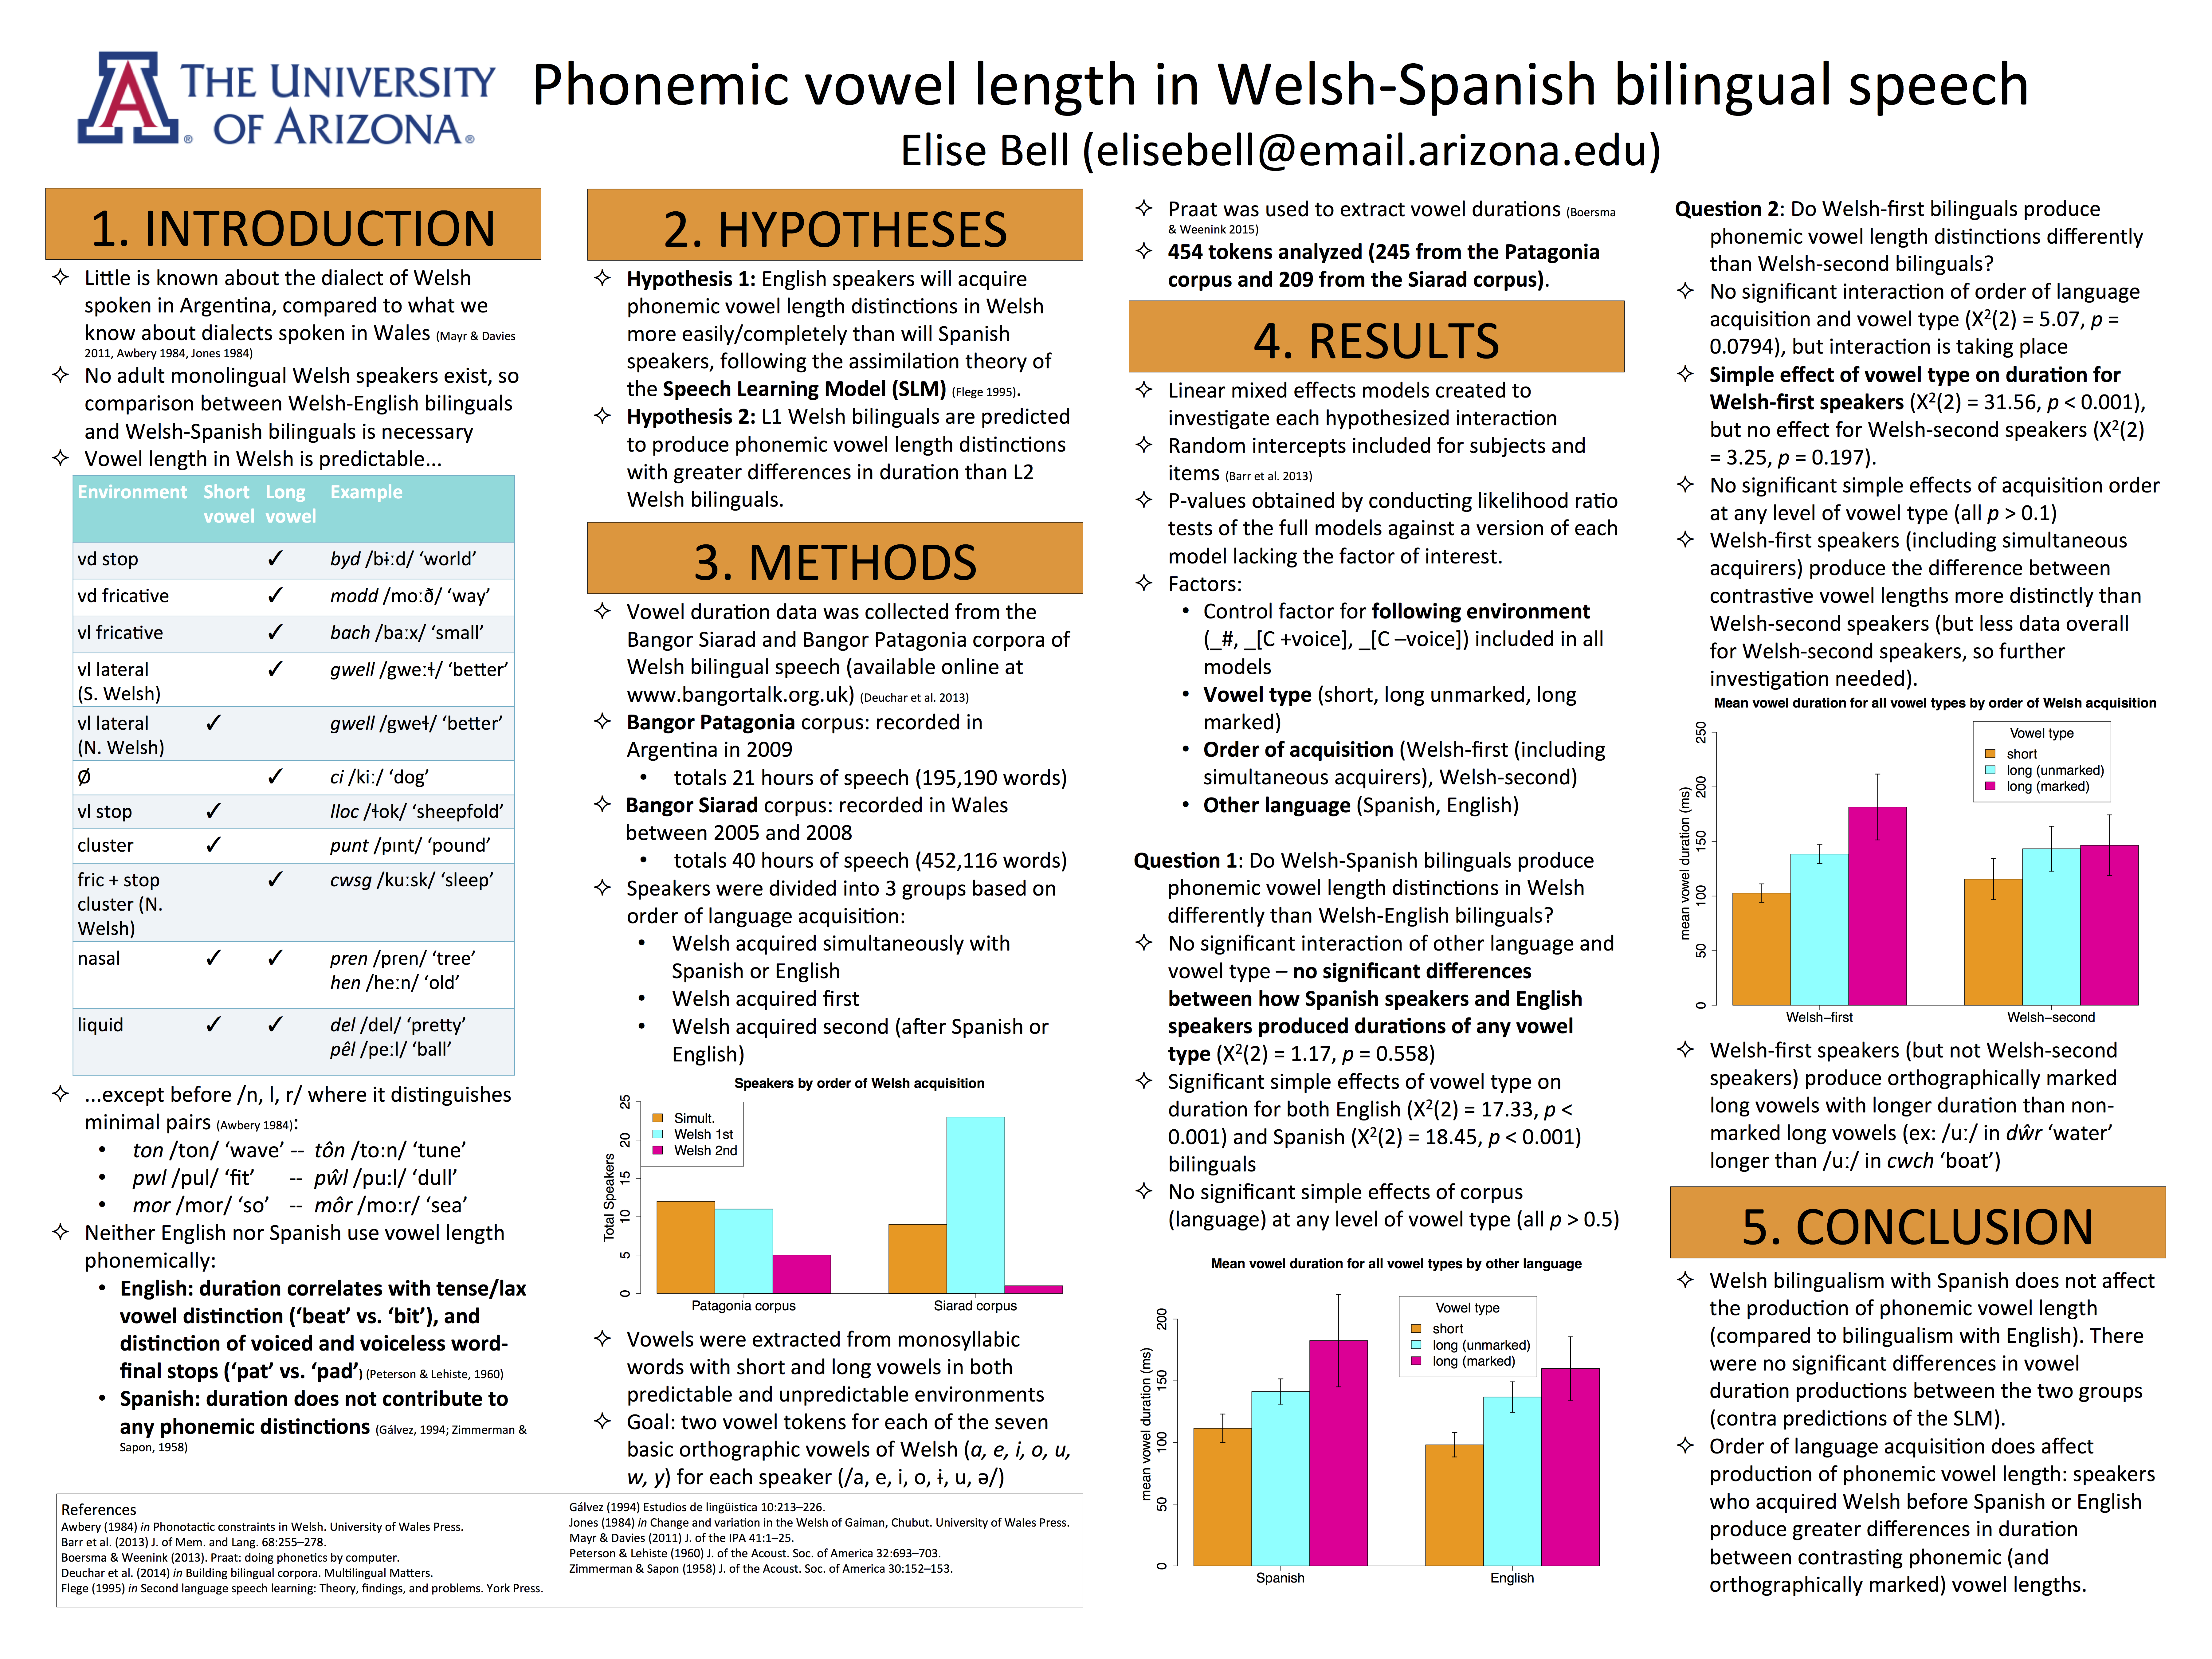 THE UNIVERSITY
OF ARIZONA®
Phonemic vowel length in Welsh-Spanish bilingual speech
Elise Bell (elisebell@email.arizona.edu)
1. INTRODUCTION
✧ Little is known about the dialect of Welsh
spoken in Argentina, compared to what we
know about dialects spoken in Wales (Mayr & Davies
2011, Awbery 1984, Jones 1984)
✧ No adult monolingual Welsh speakers exist, so
comparison between Welsh-English bilinguals
and Welsh-Spanish bilinguals is necessary
✧ Vowel length in Welsh is predictable...
Environment Short vowel Long vowel Example
vd stop ✓ byd /bɨːd/ ‘world’
vd fricative ✓ modd /moːð/ ‘way’
vl fricative ✓ bach /baːx/ ‘small’
vl lateral (S. Welsh) ✓ gwell /gweːɬ/ ‘better’
vl lateral (N. Welsh) ✓ gwell /gweɬ/ ‘better’
Ø ✓ ci /kiː/ ‘dog’
vl stop ✓ lloc /ɬok/ ‘sheepfold’
cluster ✓ punt /pɪnt/ ‘pound’
fric + stop cluster (N. Welsh) ✓ cwsg /kuːsk/ ‘sleep’
nasal ✓ ✓ pren /pren/ ‘tree’
hen /heːn/ ‘old’
liquid ✓ ✓ del /del/ ‘pretty’
pêl /peːl/ ‘ball’
✧ ...except before /n, l, r/ where it distinguishes
minimal pairs (Awbery 1984):
• ton /ton/ ‘wave’ -- tôn /toːn/ ‘tune’
• pwl /pul/ ‘fit’ -- pŵl /puːl/ ‘dull’
• mor /mor/ ‘so’ -- môr /moːr/ ‘sea’
✧ Neither English nor Spanish use vowel length
phonemically:
• English: duration correlates with tense/lax
vowel distinction (‘beat’ vs. ‘bit’), and
distinction of voiced and voiceless word-
final stops (‘pat’ vs. ‘pad’) (Peterson & Lehiste, 1960)
• Spanish: duration does not contribute to
any phonemic distinctions (Gálvez, 1994; Zimmerman &
Sapon, 1958)
References
Awbery (1984) in Phonotactic constraints in Welsh. University of Wales Press.
Barr et al. (2013) J. of Mem. and Lang. 68:255–278.
Boersma & Weenink (2013). Praat: doing phonetics by computer.
Deuchar et al. (2014) in Building bilingual corpora. Multilingual Matters.
Flege (1995) in Second language speech learning: Theory, findings, and problems. York Press.
Gálvez (1994) Estudios de lingüistica 10:213–226.
Jones (1984) in Change and variation in the Welsh of Gaiman, Chubut. University of Wales Press.
Mayr & Davies (2011) J. of the IPA 41:1–25.
Peterson & Lehiste (1960) J. of the Acoust. Soc. of America 32:693–703.
Zimmerman & Sapon (1958) J. of the Acoust. Soc. of America 30:152–153.
2. HYPOTHESES
✧ Hypothesis 1: English speakers will acquire
phonemic vowel length distinctions in Welsh
more easily/completely than will Spanish
speakers, following the assimilation theory of
the Speech Learning Model (SLM) (Flege 1995).
✧ Hypothesis 2: L1 Welsh bilinguals are predicted
to produce phonemic vowel length distinctions
with greater differences in duration than L2
Welsh bilinguals.
3. METHODS
✧ Vowel duration data was collected from the
Bangor Siarad and Bangor Patagonia corpora of
Welsh bilingual speech (available online at
www.bangortalk.org.uk) (Deuchar et al. 2013)
✧ Bangor Patagonia corpus: recorded in
Argentina in 2009
• totals 21 hours of speech (195,190 words)
✧ Bangor Siarad corpus: recorded in Wales
between 2005 and 2008
• totals 40 hours of speech (452,116 words)
✧ Speakers were divided into 3 groups based on
order of language acquisition:
• Welsh acquired simultaneously with
Spanish or English
• Welsh acquired first
• Welsh acquired second (after Spanish or
English)
Speakers by order of Welsh acquisition
Total Speakers
0 5 10 15 20 25
Simult.
Welsh 1st
Welsh 2nd
Patagonia corpus Siarad corpus
✧ Vowels were extracted from monosyllabic
words with short and long vowels in both
predictable and unpredictable environments
✧ Goal: two vowel tokens for each of the seven
basic orthographic vowels of Welsh (a, e, i, o, u,
w, y) for each speaker (/a, e, i, o, ɨ, u, ə/)
✧ Praat was used to extract vowel durations (Boersma
& Weenink 2015)
✧ 454 tokens analyzed (245 from the Patagonia
corpus and 209 from the Siarad corpus).
4. RESULTS
✧ Linear mixed effects models created to
investigate each hypothesized interaction
✧ Random intercepts included for subjects and
items (Barr et al. 2013)
✧ P-values obtained by conducting likelihood ratio
tests of the full models against a version of each
model lacking the factor of interest.
✧ Factors:
• Control factor for following environment
(_#, _[C +voice], _[C –voice]) included in all
models
• Vowel type (short, long unmarked, long
marked)
• Order of acquisition (Welsh-first (including
simultaneous acquirers), Welsh-second)
• Other language (Spanish, English)
Question 1: Do Welsh-Spanish bilinguals produce
phonemic vowel length distinctions in Welsh
differently than Welsh-English bilinguals?
✧ No significant interaction of other language and
vowel type – no significant differences
between how Spanish speakers and English
speakers produced durations of any vowel
type (X²(2) = 1.17, p = 0.558)
✧ Significant simple effects of vowel type on
duration for both English (X²(2) = 17.33, p <
0.001) and Spanish (X²(2) = 18.45, p < 0.001)
bilinguals
✧ No significant simple effects of corpus
(language) at any level of vowel type (all p > 0.5)
Mean vowel duration for all vowel types by other language
mean vowel duration (ms)
0 50 100 150 200
Vowel type
short
long (unmarked)
long (marked)
Spanish English
Question 2: Do Welsh-first bilinguals produce
phonemic vowel length distinctions differently
than Welsh-second bilinguals?
✧ No significant interaction of order of language
acquisition and vowel type (X²(2) = 5.07, p =
0.0794), but interaction is taking place
✧ Simple effect of vowel type on duration for
Welsh-first speakers (X²(2) = 31.56, p < 0.001),
but no effect for Welsh-second speakers (X²(2)
= 3.25, p = 0.197).
✧ No significant simple effects of acquisition order
at any level of vowel type (all p > 0.1)
✧ Welsh-first speakers (including simultaneous
acquirers) produce the difference between
contrastive vowel lengths more distinctly than
Welsh-second speakers (but less data overall
for Welsh-second speakers, so further
investigation needed).
Mean vowel duration for all vowel types by order of Welsh acquisition
mean vowel duration (ms)
0 50 100 150 200 250
Vowel type
short
long (unmarked)
long (marked)
Welsh–first Welsh–second
✧ Welsh-first speakers (but not Welsh-second
speakers) produce orthographically marked
long vowels with longer duration than non-
marked long vowels (ex: /uː/ in dŵr ‘water’
longer than /uː/ in cwch ‘boat’)
5. CONCLUSION
✧ Welsh bilingualism with Spanish does not affect
the production of phonemic vowel length
(compared to bilingualism with English). There
were no significant differences in vowel
duration productions between the two groups
(contra predictions of the SLM).
✧ Order of language acquisition does affect
production of phonemic vowel length: speakers
who acquired Welsh before Spanish or English
produce greater differences in duration
between contrasting phonemic (and
orthographically marked) vowel lengths.